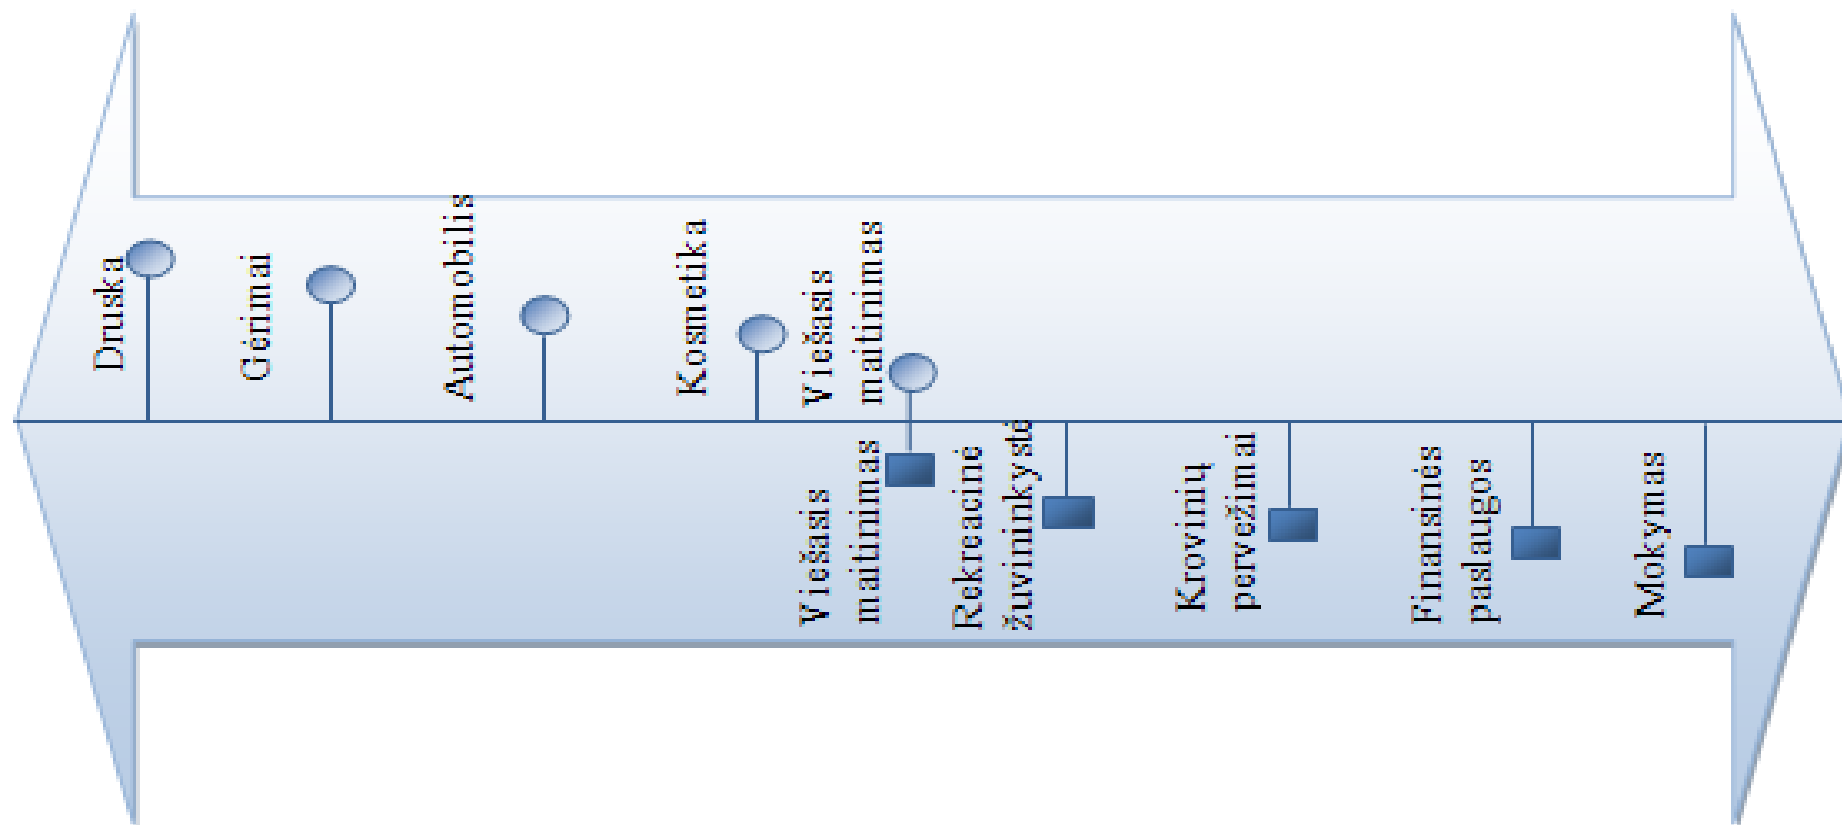 Druska
Gėrimai
Automobilis
Kosmetika
Viešasis
maitinimas
Viešasis
maitinimas
Rekreacinė
žuvininkystė
Krovinių
pervežimai
Finansinės
paslaugos
Mokymas